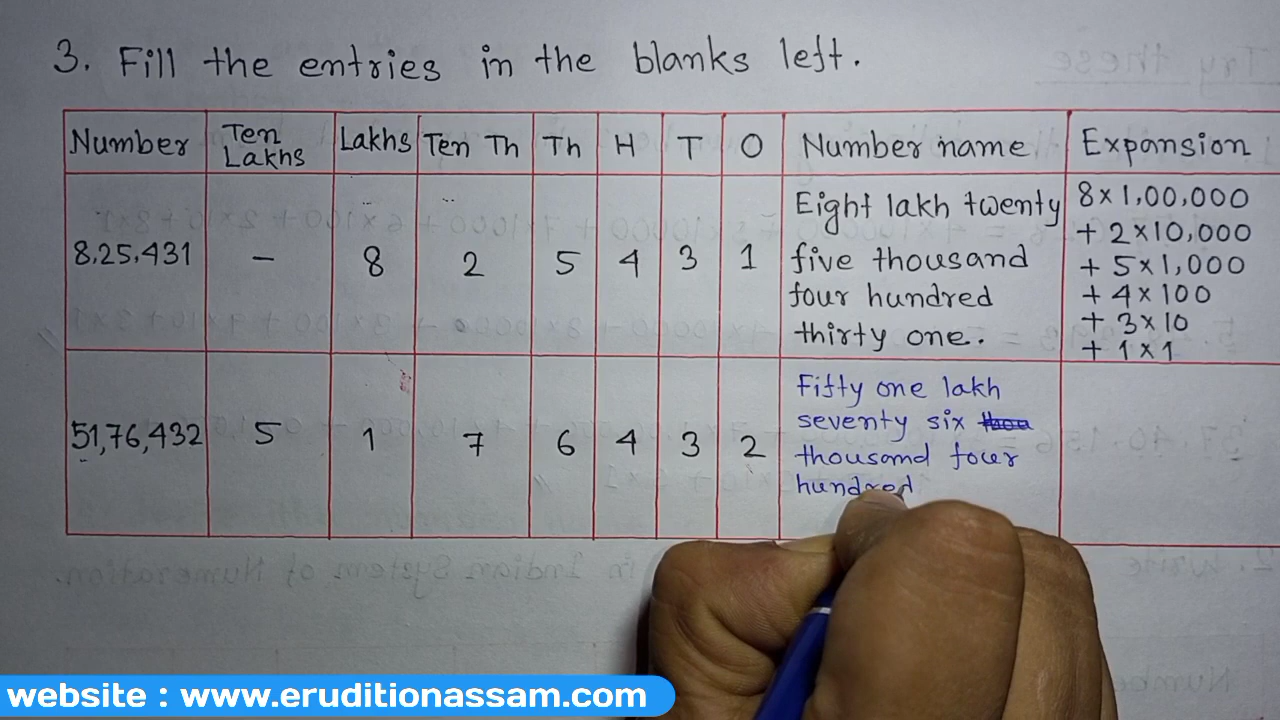 3. Fill the entries in the blanks left.
Number
Ten
Lakhs
Lakhs
Ten Th
Th
H
T
O
Number name
Expansion
8,25,431
–
8
2
5
4
3
1
Eight lakh twenty
five thousand
four hundred
thirty one.
8×1,00,000
+ 2×10,000
+ 5×1,000
+ 4×100
+ 3×10
+ 1×1
51,76,432
5
1
7
6
4
3
2
Fifty one lakh
seventy six
thousand four
hundred
website : www.eruditionassam.com